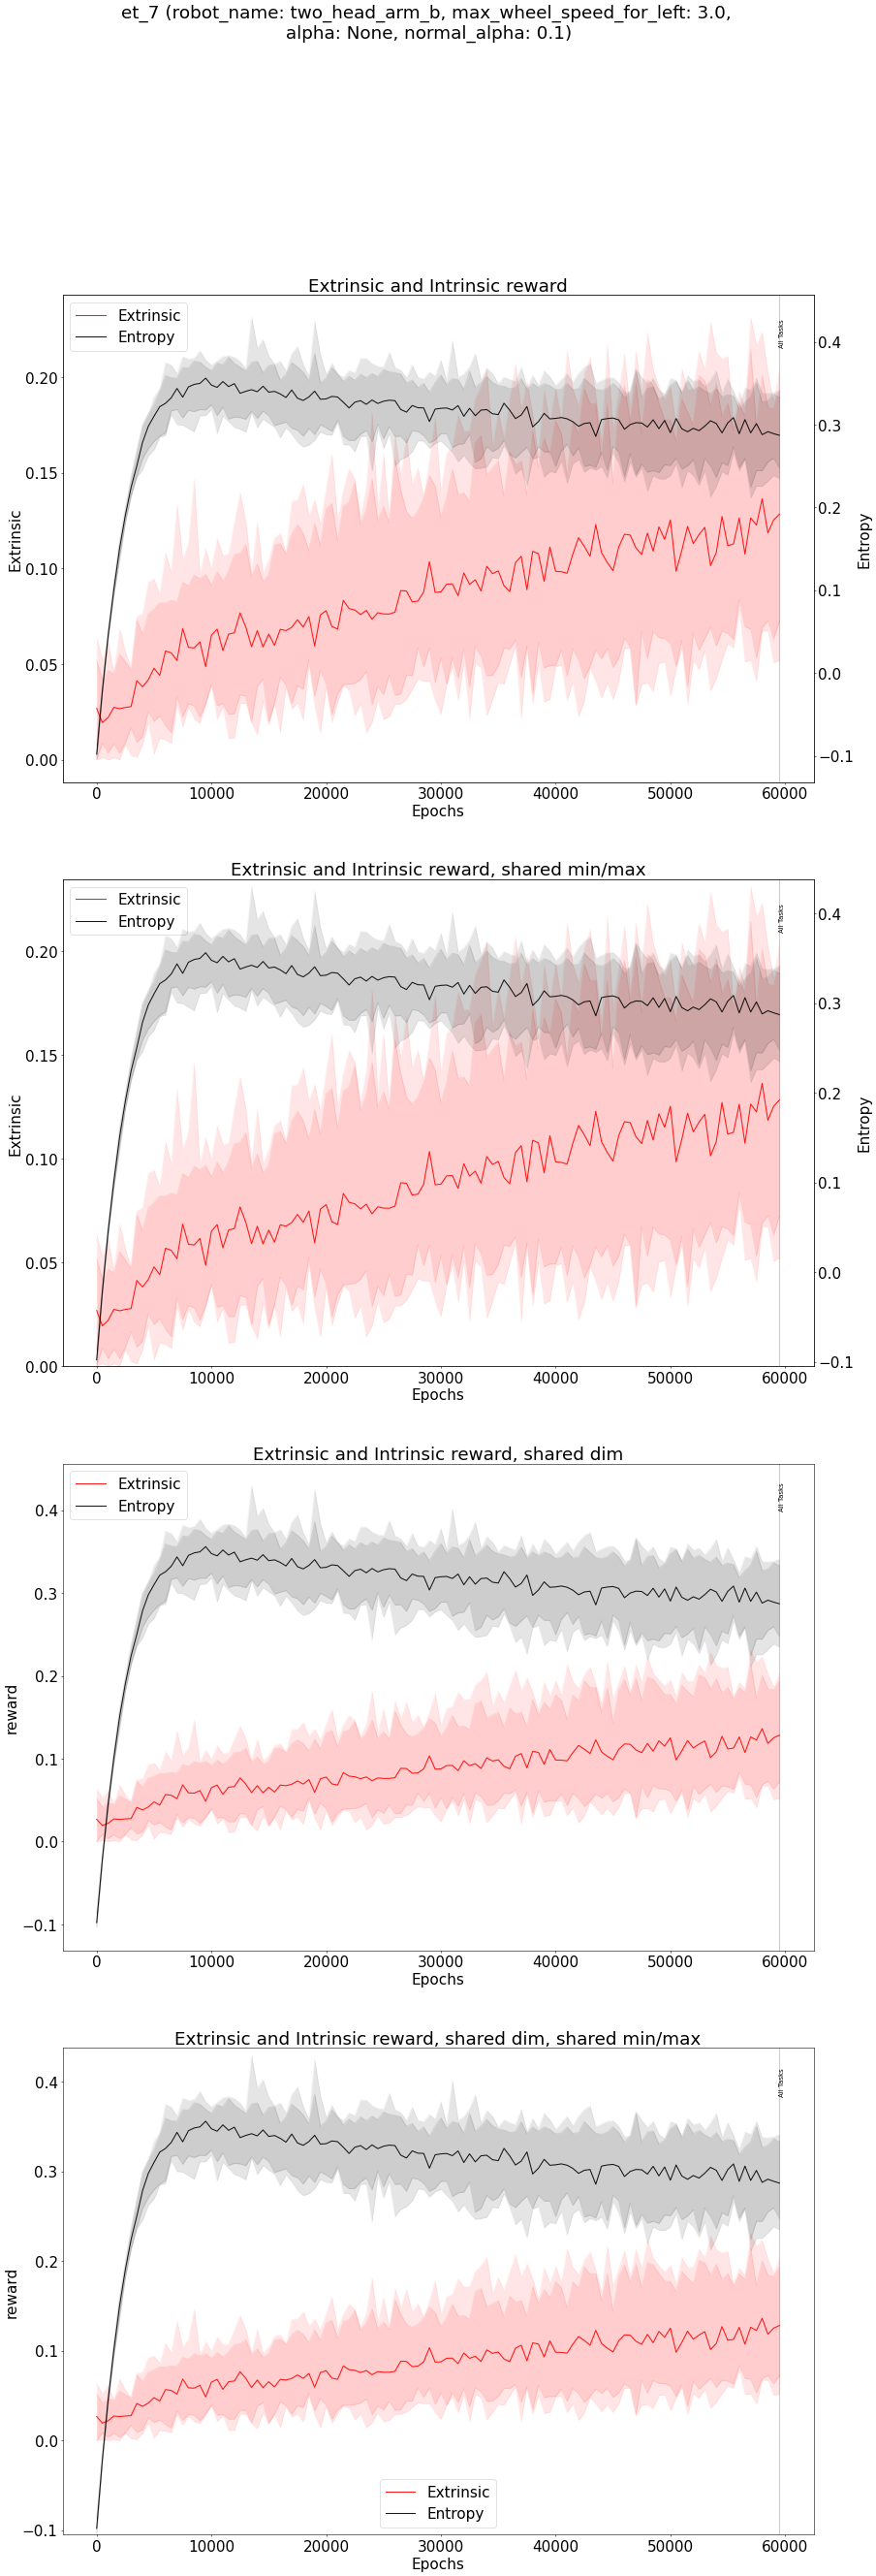 et_7 (robot_name: two_head_arm_b, max_wheel_speed_for_left: 3.0,
alpha: None, normal_alpha: 0.1)
Extrinsic and Intrinsic reward
Extrinsic
Entropy
All Tasks
0.20
0.15
0.10
0.05
0.00
Extrinsic
0.4
0.3
0.2
0.1
0.0
−0.1
Entropy
0 10000 20000 30000 40000 50000 60000
Epochs
Extrinsic and Intrinsic reward, shared min/max
Extrinsic
Entropy
All Tasks
0.20
0.15
0.10
0.05
0.00
Extrinsic
0.4
0.3
0.2
0.1
0.0
−0.1
Entropy
0 10000 20000 30000 40000 50000 60000
Epochs
Extrinsic and Intrinsic reward, shared dim
Extrinsic
Entropy
All Tasks
0.4
0.3
0.2
0.1
0.0
−0.1
reward
0 10000 20000 30000 40000 50000 60000
Epochs
Extrinsic and Intrinsic reward, shared dim, shared min/max
All Tasks
0.4
0.3
0.2
0.1
0.0
−0.1
reward
Extrinsic
Entropy
0 10000 20000 30000 40000 50000 60000
Epochs